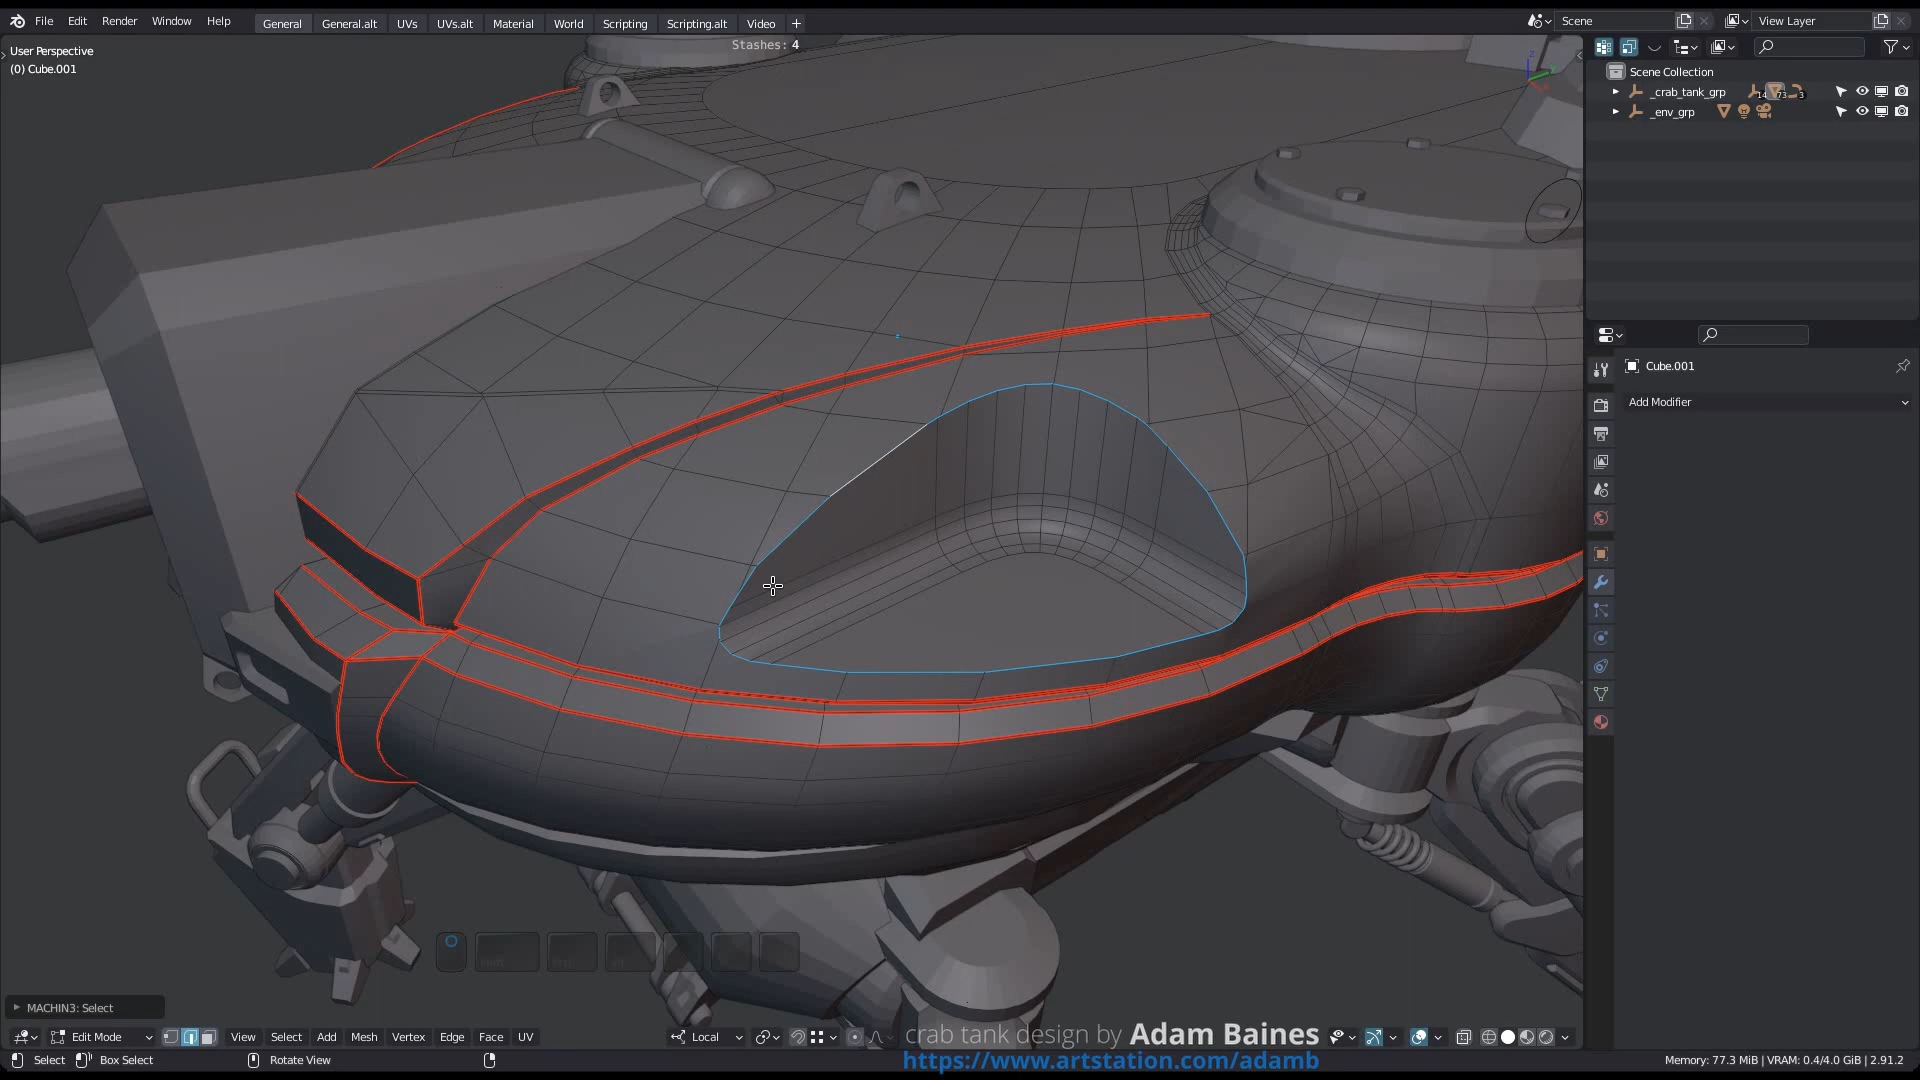 File Edit Render Window Help
General General.alt UVs UVs.alt Material World Scripting Scripting.alt Video +
Scene
View Layer
User Perspective
(0) Cube.001
Stashes: 4
Scene Collection
_crab_tank_grp 14 73 3
_env_grp
Cube.001
Add Modifier
MACHIN3: Select
Edit Mode View Select Add Mesh Vertex Edge Face UV Local
crab tank design by Adam Baines
https://www.artstation.com/adamb
Select Box Select Rotate View
Memory: 77.3 MiB | VRAM: 0.4/4.0 GiB | 2.91.2